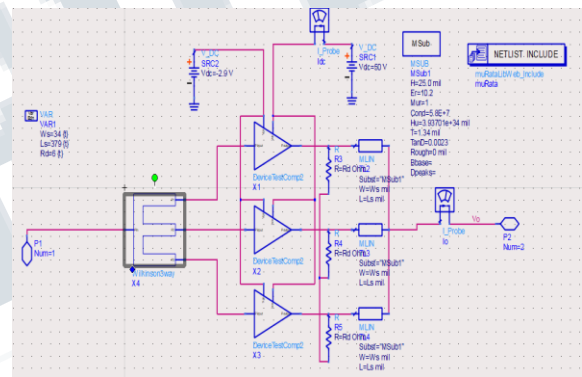 I_Probe
Idc
V_DC
SRC2
Vdc=-2.9 V
V_DC
SRC1
Vdc=50 V
MSub
MSUB
MSub1
H=25.0 mil
Er=10.2
Mur=1
Cond=5.8E+7
Hu=3.93701e+34 mil
T=1.34 mil
TanD=0.0023
Rough=0 mil
Bbase=
Dpeaks=
NETLIST INCLUDE
muRataLibWeb_Include
muRata
VAR
VAR1
Ws=34 {t}
Ls=379 {t}
Rd=6 {t}
P1
Num=1
Wilkinson3way
X4
DeviceTestComp2
X1
R
R3
R=Rd Ohm
MLIN
Subst="MSub1"
W=Ws mil
L=Ls mil
DeviceTestComp2
X2
R
R4
R=Rd Ohm
MLIN
Subst="MSub1"
W=Ws mil
L=Ls mil
DeviceTestComp2
X3
R
R5
R=Rd Ohm
MLIN
Subst="MSub1"
W=Ws mil
L=Ls mil
I_Probe
Io
Vo
P2
Num=2